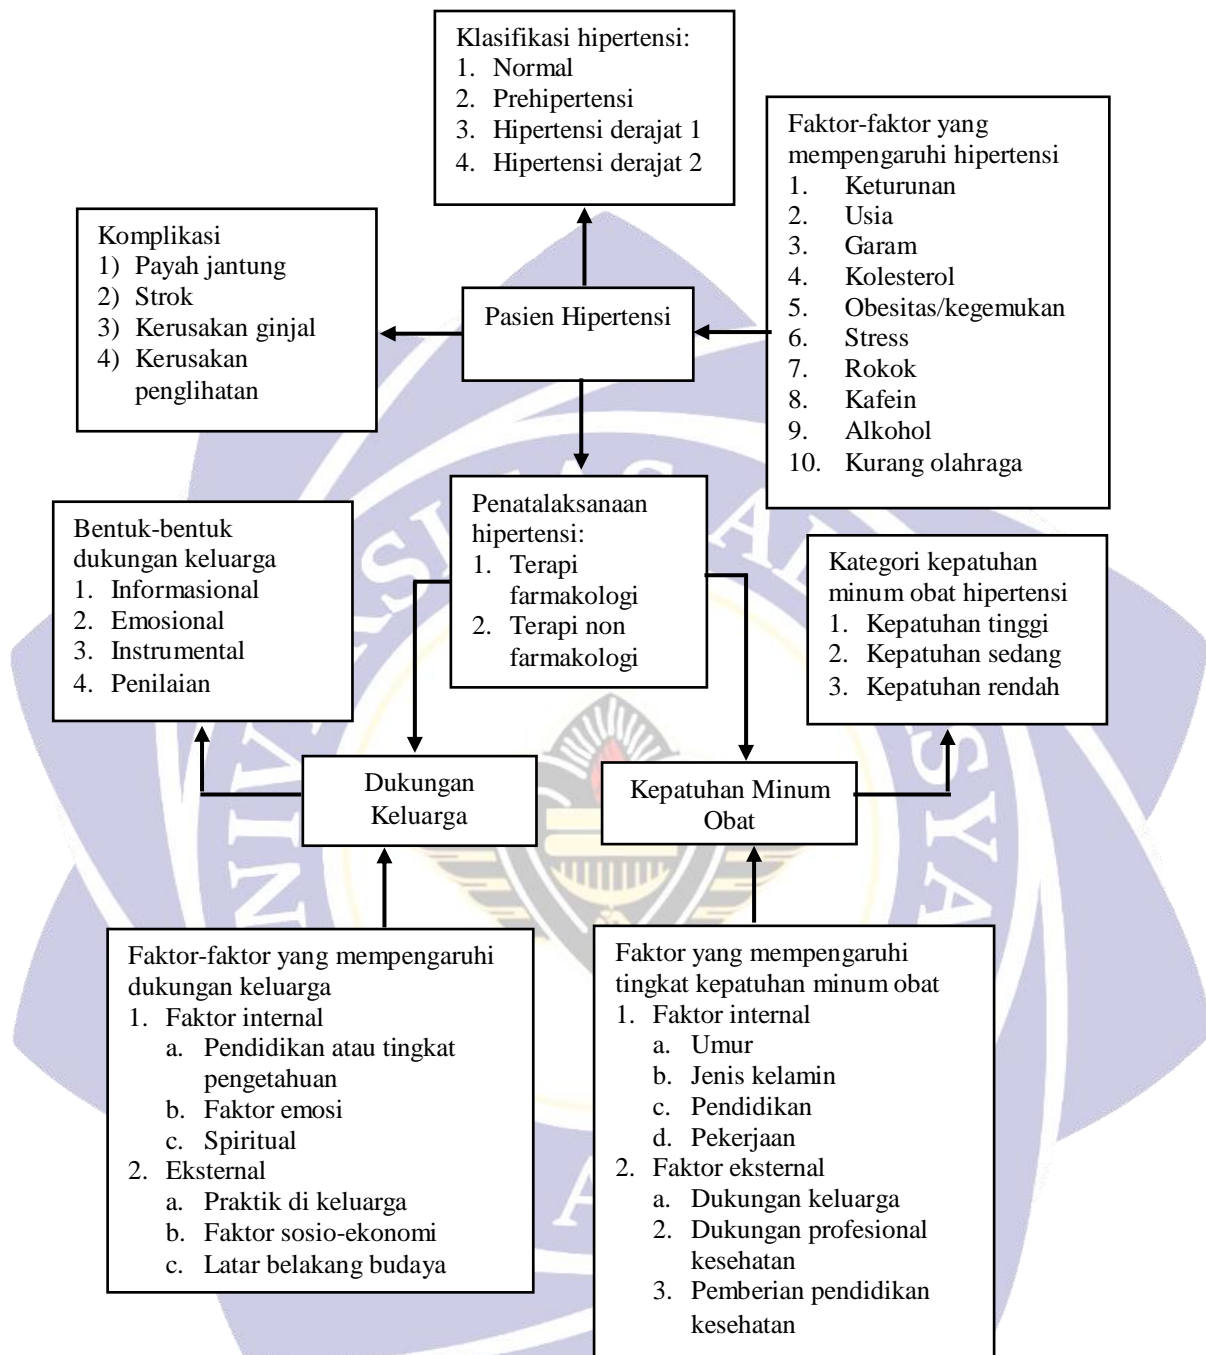 Klasifikasi hipertensi:
1. Normal
2. Prehipertensi
3. Hipertensi derajat 1
4. Hipertensi derajat 2
Faktor-faktor yang
mempengaruhi hipertensi
1. Keturunan
2. Usia
3. Garam
4. Kolesterol
5. Obesitas/kegemukan
6. Stress
7. Rokok
8. Kafein
9. Alkohol
10. Kurang olahraga
Komplikasi
1) Payah jantung
2) Strok
3) Kerusakan ginjal
4) Kerusakan
penglihatan
Pasien Hipertensi
Penatalaksanaan
hipertensi:
1. Terapi
farmakologi
2. Terapi non
farmakologi
Bentuk-bentuk
dukungan keluarga
1. Informasional
2. Emosional
3. Instrumental
4. Penilaian
Kategori kepatuhan
minum obat hipertensi
1. Kepatuhan tinggi
2. Kepatuhan sedang
3. Kepatuhan rendah
Dukungan
Keluarga
Kepatuhan Minum
Obat
Faktor-faktor yang mempengaruhi
dukungan keluarga
1. Faktor internal
a. Pendidikan atau tingkat
pengetahuan
b. Faktor emosi
c. Spiritual
2. Eksternal
a. Praktik di keluarga
b. Faktor sosio-ekonomi
c. Latar belakang budaya
Faktor yang mempengaruhi
tingkat kepatuhan minum obat
1. Faktor internal
a. Umur
b. Jenis kelamin
c. Pendidikan
d. Pekerjaan
2. Faktor eksternal
a. Dukungan keluarga
2. Dukungan profesional
kesehatan
3. Pemberian pendidikan
kesehatan